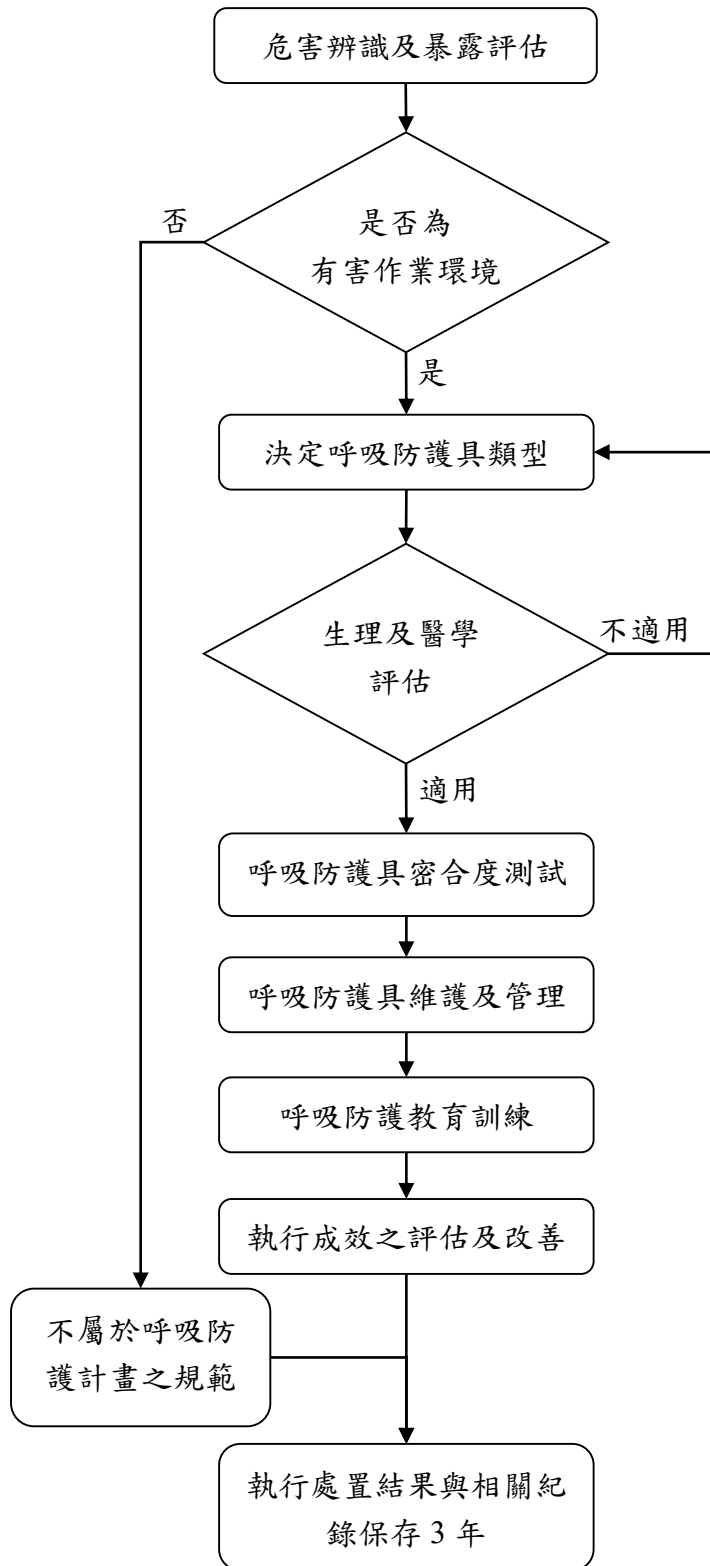 危害辨識及暴露評估
否
是否為
有害作業環境
是
決定呼吸防護具類型
生理及醫學
評估
不適用
適用
呼吸防護具密合度測試
呼吸防護具維護及管理
呼吸防護教育訓練
執行成效之評估及改善
不屬於呼吸防
護計畫之規範
執行處置結果與相關紀
錄保存 3 年